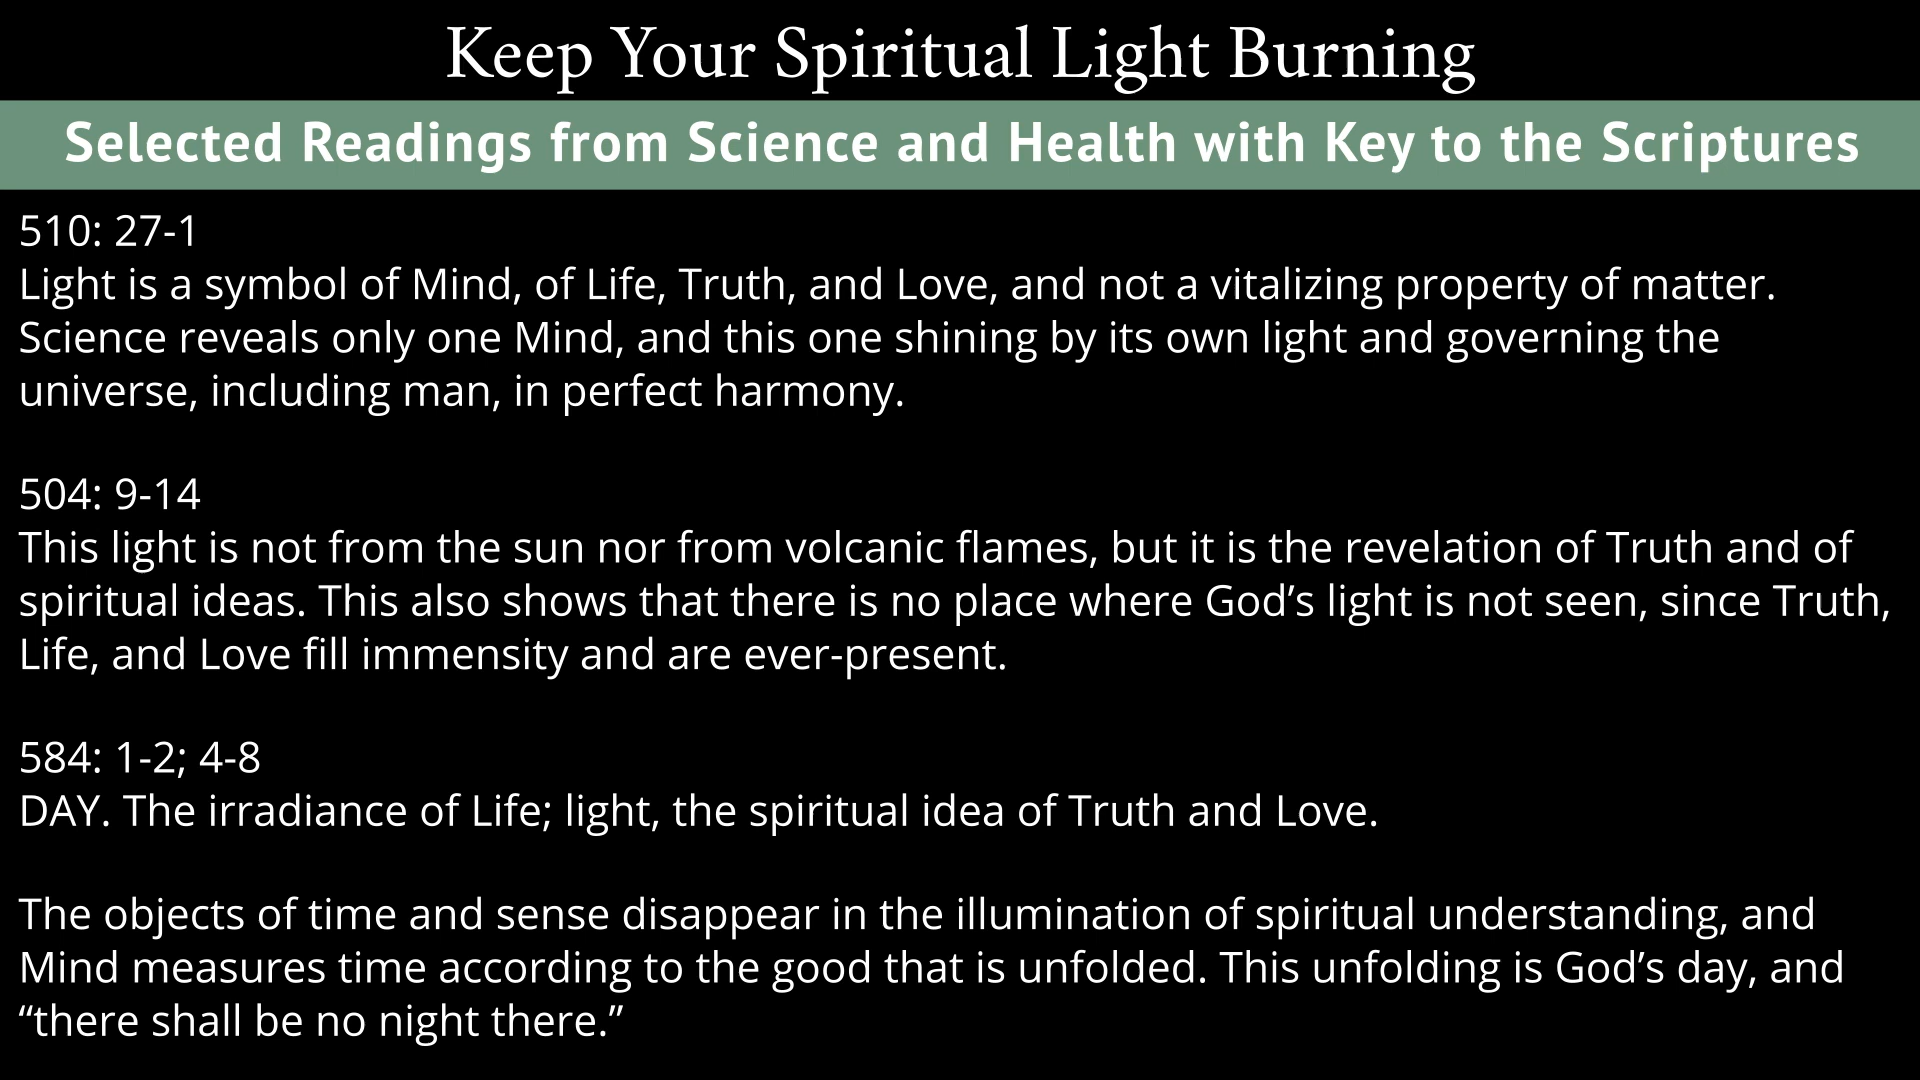 Keep Your Spiritual Light Burning
Selected Readings from Science and Health with Key to the Scriptures
510: 27-1
Light is a symbol of Mind, of Life, Truth, and Love, and not a vitalizing property of matter.
Science reveals only one Mind, and this one shining by its own light and governing the
universe, including man, in perfect harmony.
504: 9-14
This light is not from the sun nor from volcanic flames, but it is the revelation of Truth and of
spiritual ideas. This also shows that there is no place where God’s light is not seen, since Truth,
Life, and Love fill immensity and are ever-present.
584: 1-2; 4-8
DAY. The irradiance of Life; light, the spiritual idea of Truth and Love.
The objects of time and sense disappear in the illumination of spiritual understanding, and
Mind measures time according to the good that is unfolded. This unfolding is God’s day, and
“there shall be no night there.”